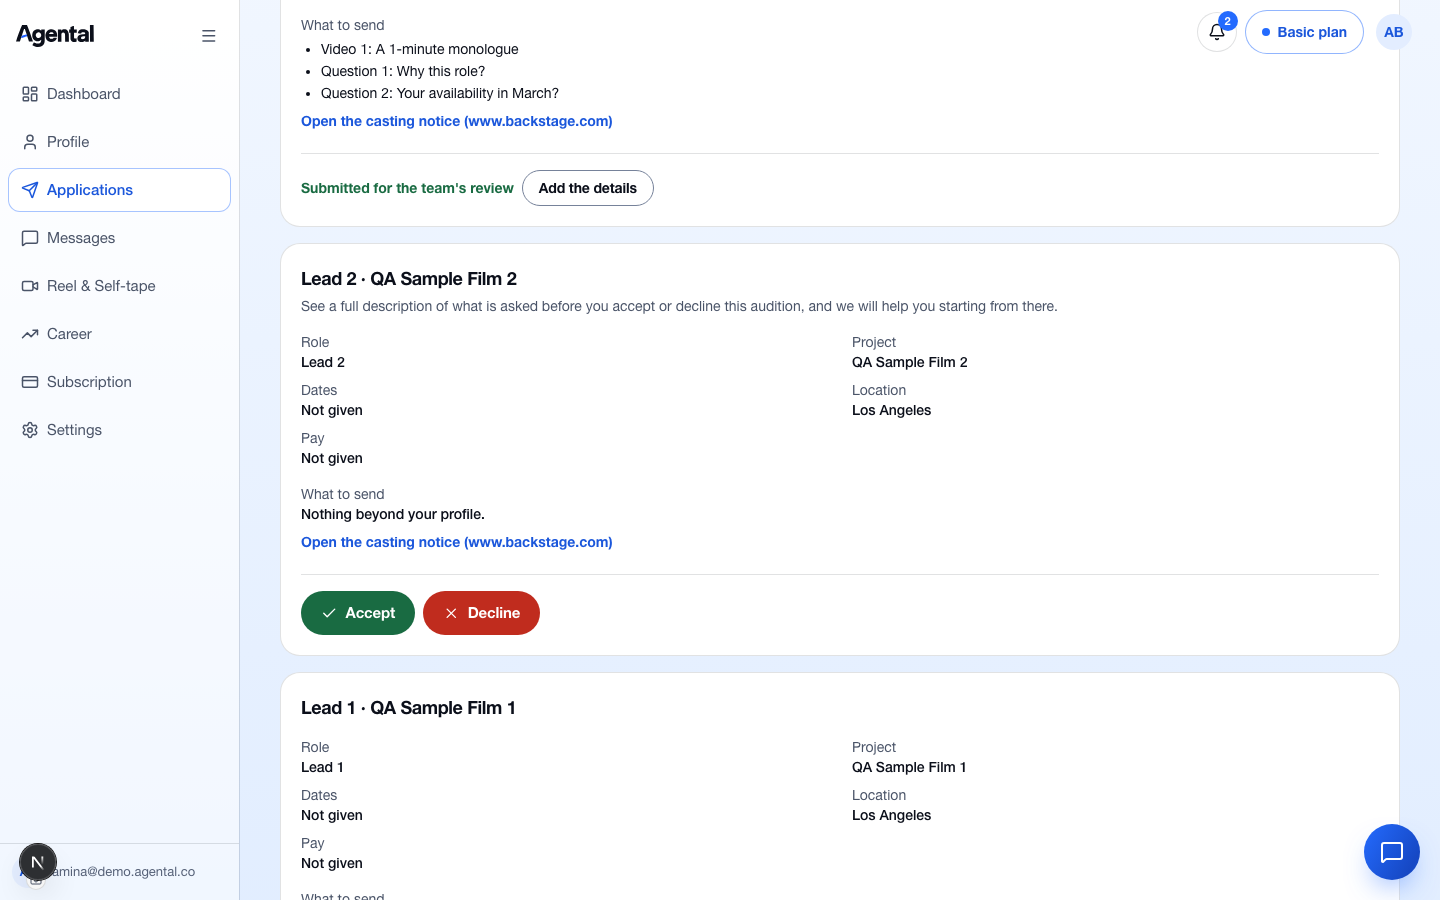 Agental
Dashboard
Profile
Applications
Messages
Reel & Self-tape
Career
Subscription
Settings
amina@demo.agental.co
2
Basic plan
AB
What to send
Video 1: A 1-minute monologue
Question 1: Why this role?
Question 2: Your availability in March?
Open the casting notice (www.backstage.com)
Submitted for the team's review
Add the details
Lead 2 · QA Sample Film 2
See a full description of what is asked before you accept or decline this audition, and we will help you starting from there.
Role
Lead 2
Project
QA Sample Film 2
Dates
Not given
Location
Los Angeles
Pay
Not given
What to send
Nothing beyond your profile.
Open the casting notice (www.backstage.com)
Accept
Decline
Lead 1 · QA Sample Film 1
Role
Lead 1
Project
QA Sample Film 1
Dates
Not given
Location
Los Angeles
Pay
Not given
What to send
N